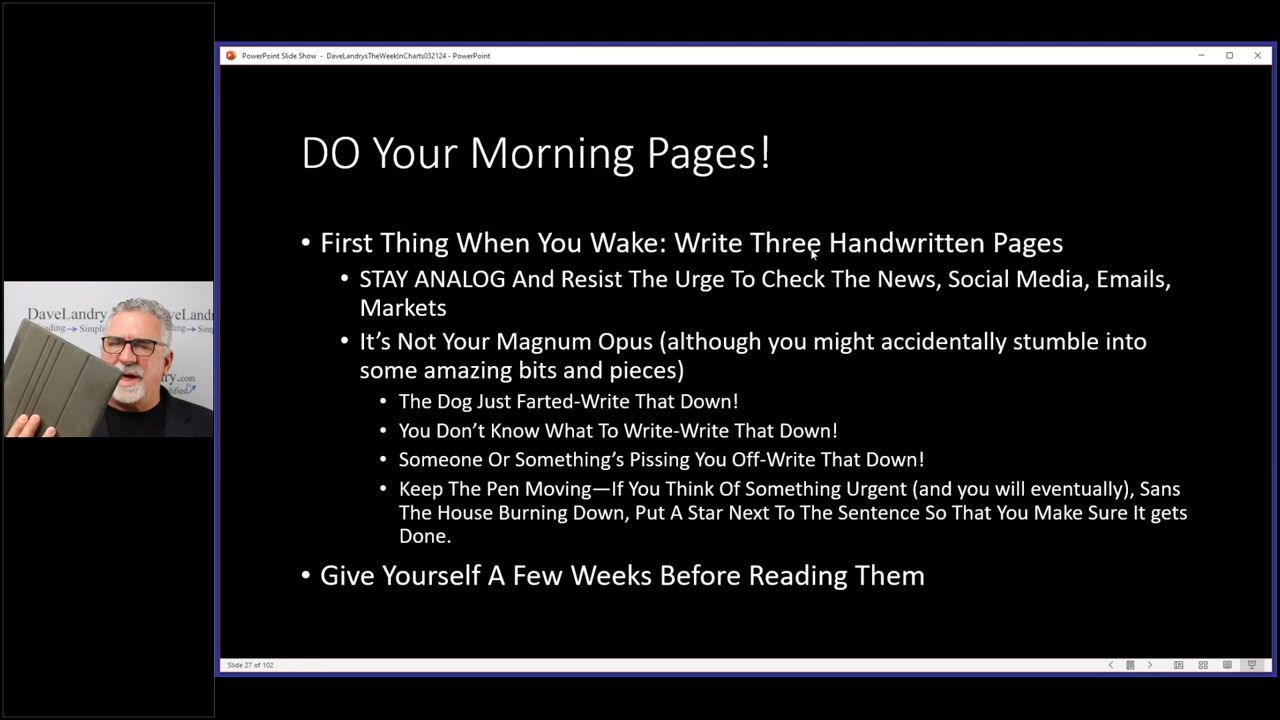 PowerPoint Slide Show - DaveLandrysTheWeekInCharts032124 - PowerPoint
DO Your Morning Pages!
• First Thing When You Wake: Write Three Handwritten Pages
• STAY ANALOG And Resist The Urge To Check The News, Social Media, Emails,
Markets
• It's Not Your Magnum Opus (although you might accidentally stumble into
some amazing bits and pieces)
• The Dog Just Farted-Write That Down!
• You Don't Know What To Write-Write That Down!
• Someone Or Something's Pissing You Off-Write That Down!
• Keep The Pen Moving—If You Think Of Something Urgent (and you will eventually), Sans
The House Burning Down, Put A Star Next To The Sentence So That You Make Sure It gets
Done.
• Give Yourself A Few Weeks Before Reading Them
DaveLandry
Slide 27 of 102